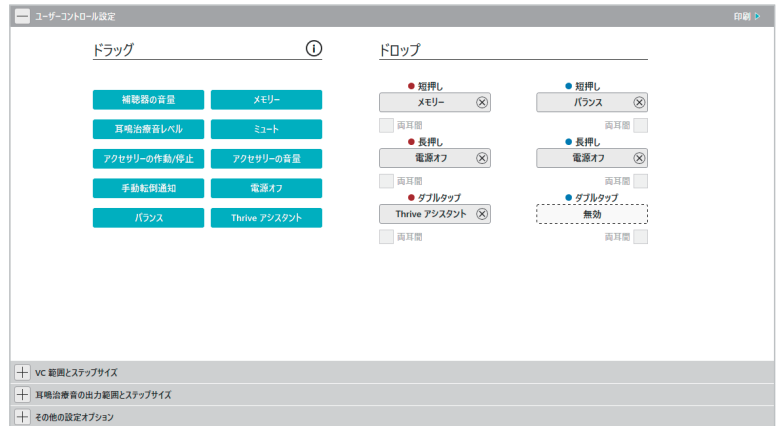 ユーザーコントロール設定
印刷
ドラッグ
ドロップ
補聴器の音量
メモリー
耳鳴治療音レベル
ミュート
アクセサリーの作動/停止
アクセサリーの音量
手動転倒通知
電源オフ
バランス
Thrive アシスタント
短押し
メモリー
両耳間
長押し
電源オフ
両耳間
ダブルタップ
Thrive アシスタント
両耳間
短押し
バランス
両耳間
長押し
電源オフ
両耳間
ダブルタップ
無効
両耳間
VC 範囲とステップサイズ
耳鳴治療音の出力範囲とステップサイズ
その他の設定オプション